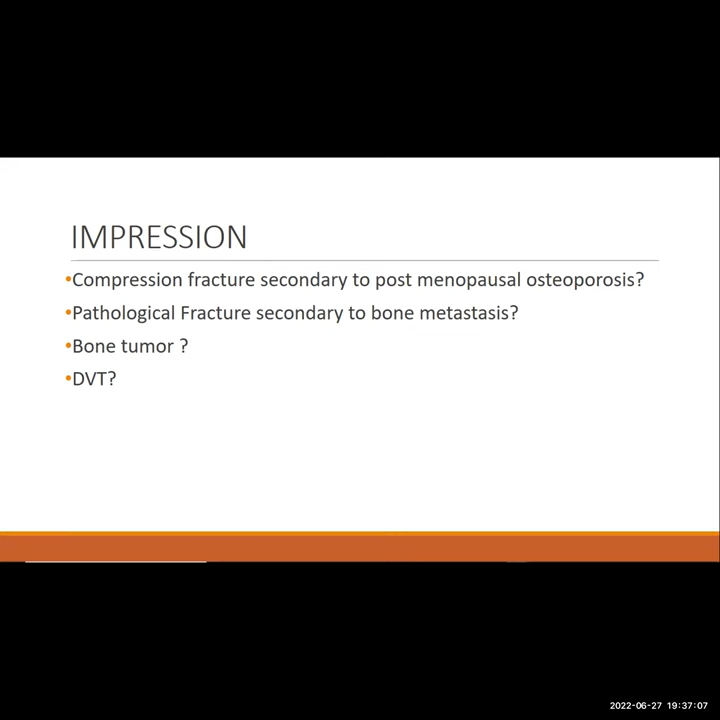 IMPRESSION
•Compression fracture secondary to post menopausal osteoporosis?
•Pathological Fracture secondary to bone metastasis?
•Bone tumor ?
•DVT?
2022-06-27 19:37:07